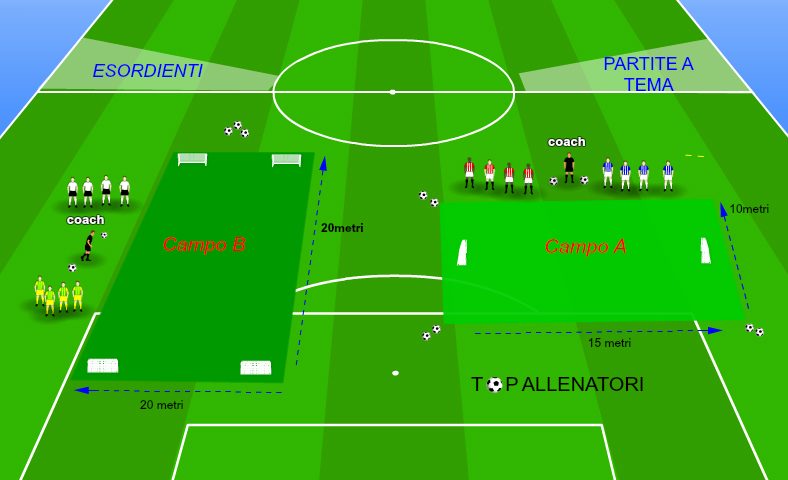 ESORDIENTI
PARTITE A
TEMA
coach
coach
10metri
20metri
Campo B
Campo A
15 metri
TOP ALLENATORI
20 metri